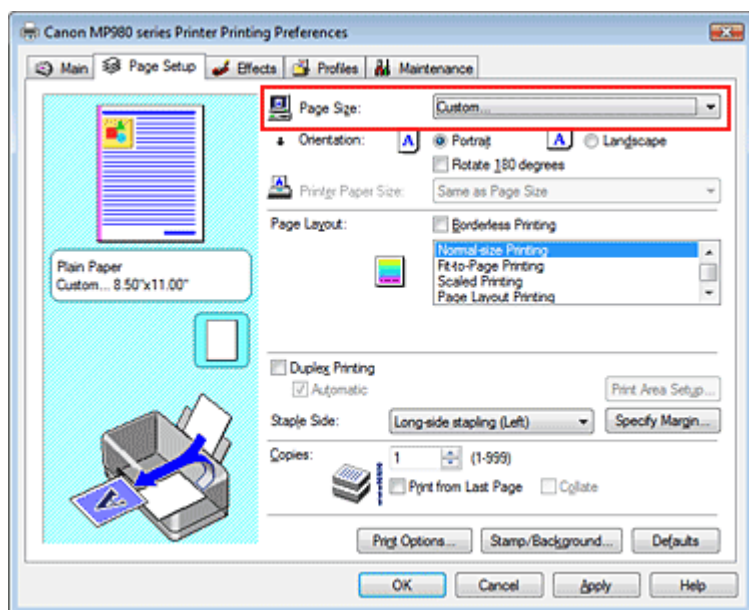 Canon MP980 series Printer Printing Preferences
Main Page Setup Effects Profiles Maintenance
Page Size: Custom...
Orientation: A Portrait A Landscape
Rotate 180 degrees
Printer Paper Size: Same as Page Size
Page Layout: Borderless Printing
Normal-size Printing
Fit-to-Page Printing
Scaled Printing
Page Layout Printing
Plain Paper
Custom... 8.50"x11.00"
Duplex Printing
Automatic Print Area Setup...
Staple Side: Long-side stapling (Left) Specify Margin...
Copies: 1 (1-999)
Print from Last Page Collate
Print Options... Stamp/Background... Defaults
OK Cancel Apply Help